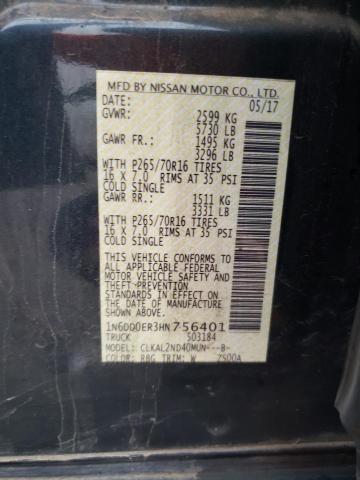 MFD BY NISSAN MOTOR CO., LTD.
DATE: 05/17
GVWR: 2599 KG
5730 LB
GAWR FR.: 1495 KG
3296 LB
WITH P265/70R16 TIRES
16 X 7.0 RIMS AT 35 PSI
COLD SINGLE
GAWR RR.: 1511 KG
3331 LB
WITH P265/70R16 TIRES
16 X 7.0 RIMS AT 35 PSI
COLD SINGLE
THIS VEHICLE CONFORMS TO
ALL APPLICABLE FEDERAL
MOTOR VEHICLE SAFETY AND
THEFT PREVENTION
STANDARDS IN EFFECT ON
THE DATE OF MANUFACTURE
SHOWN ABOVE.
1N6DD0ER3HN756401
TRUCK 503184
MODEL: CLKAL2ND40MUN---B-
COLOR: RBG TRIM: W ZS00A